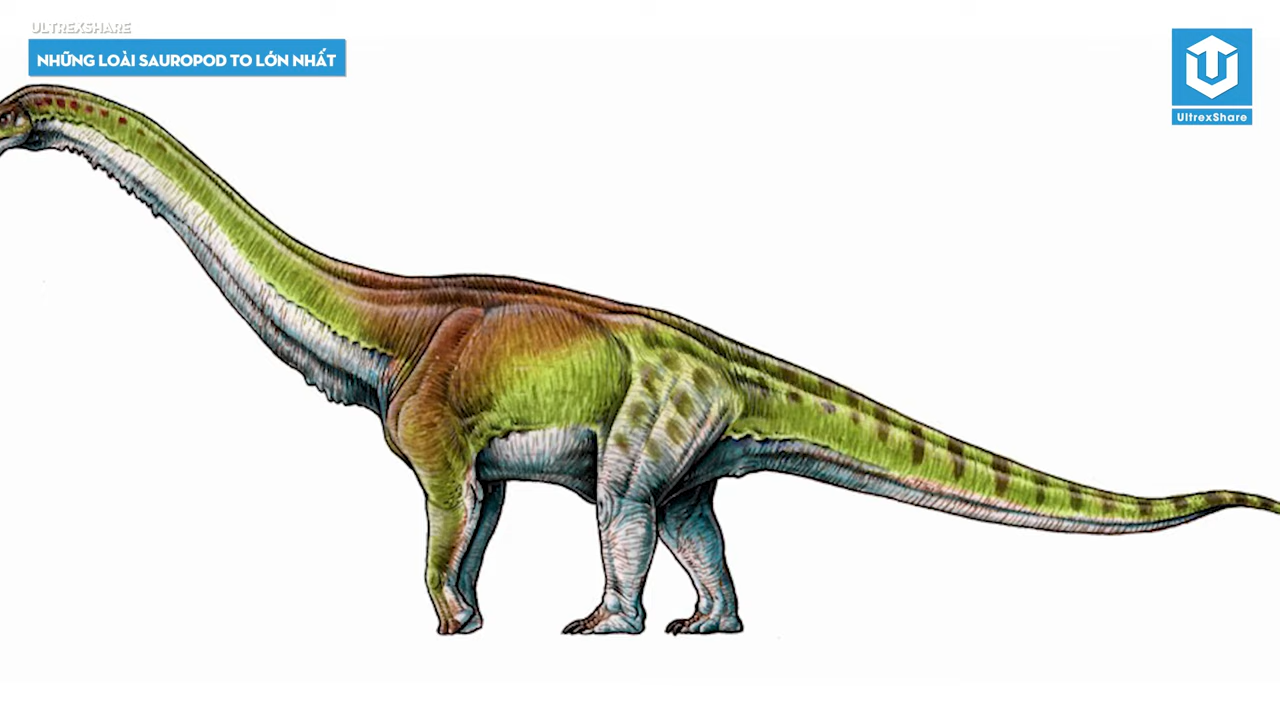 ULTREXSHARE
NHỮNG LOÀI SAUROPOD TO LỚN NHẤT
UltrexShare